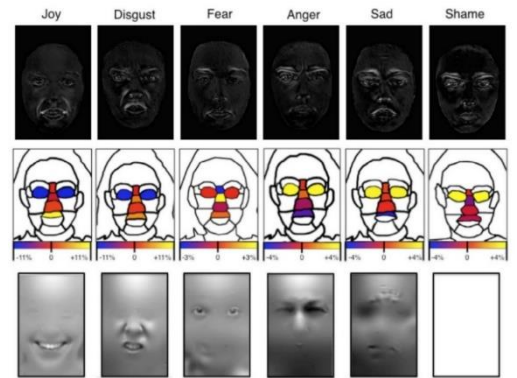 Joy Disgust Fear Anger Sad Shame
-11% 0 +11% -11% 0 +11% -3% 0 +3% -4% 0 +4% -4% 0 +4% -4% 0 +4%